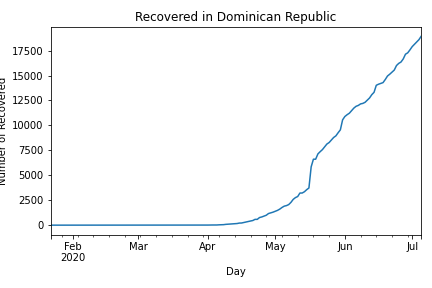 Recovered in Dominican Republic
Number of Recovered
17500
15000
12500
10000
7500
5000
2500
0
Feb
2020
Mar
Apr
May
Jun
Jul
Day